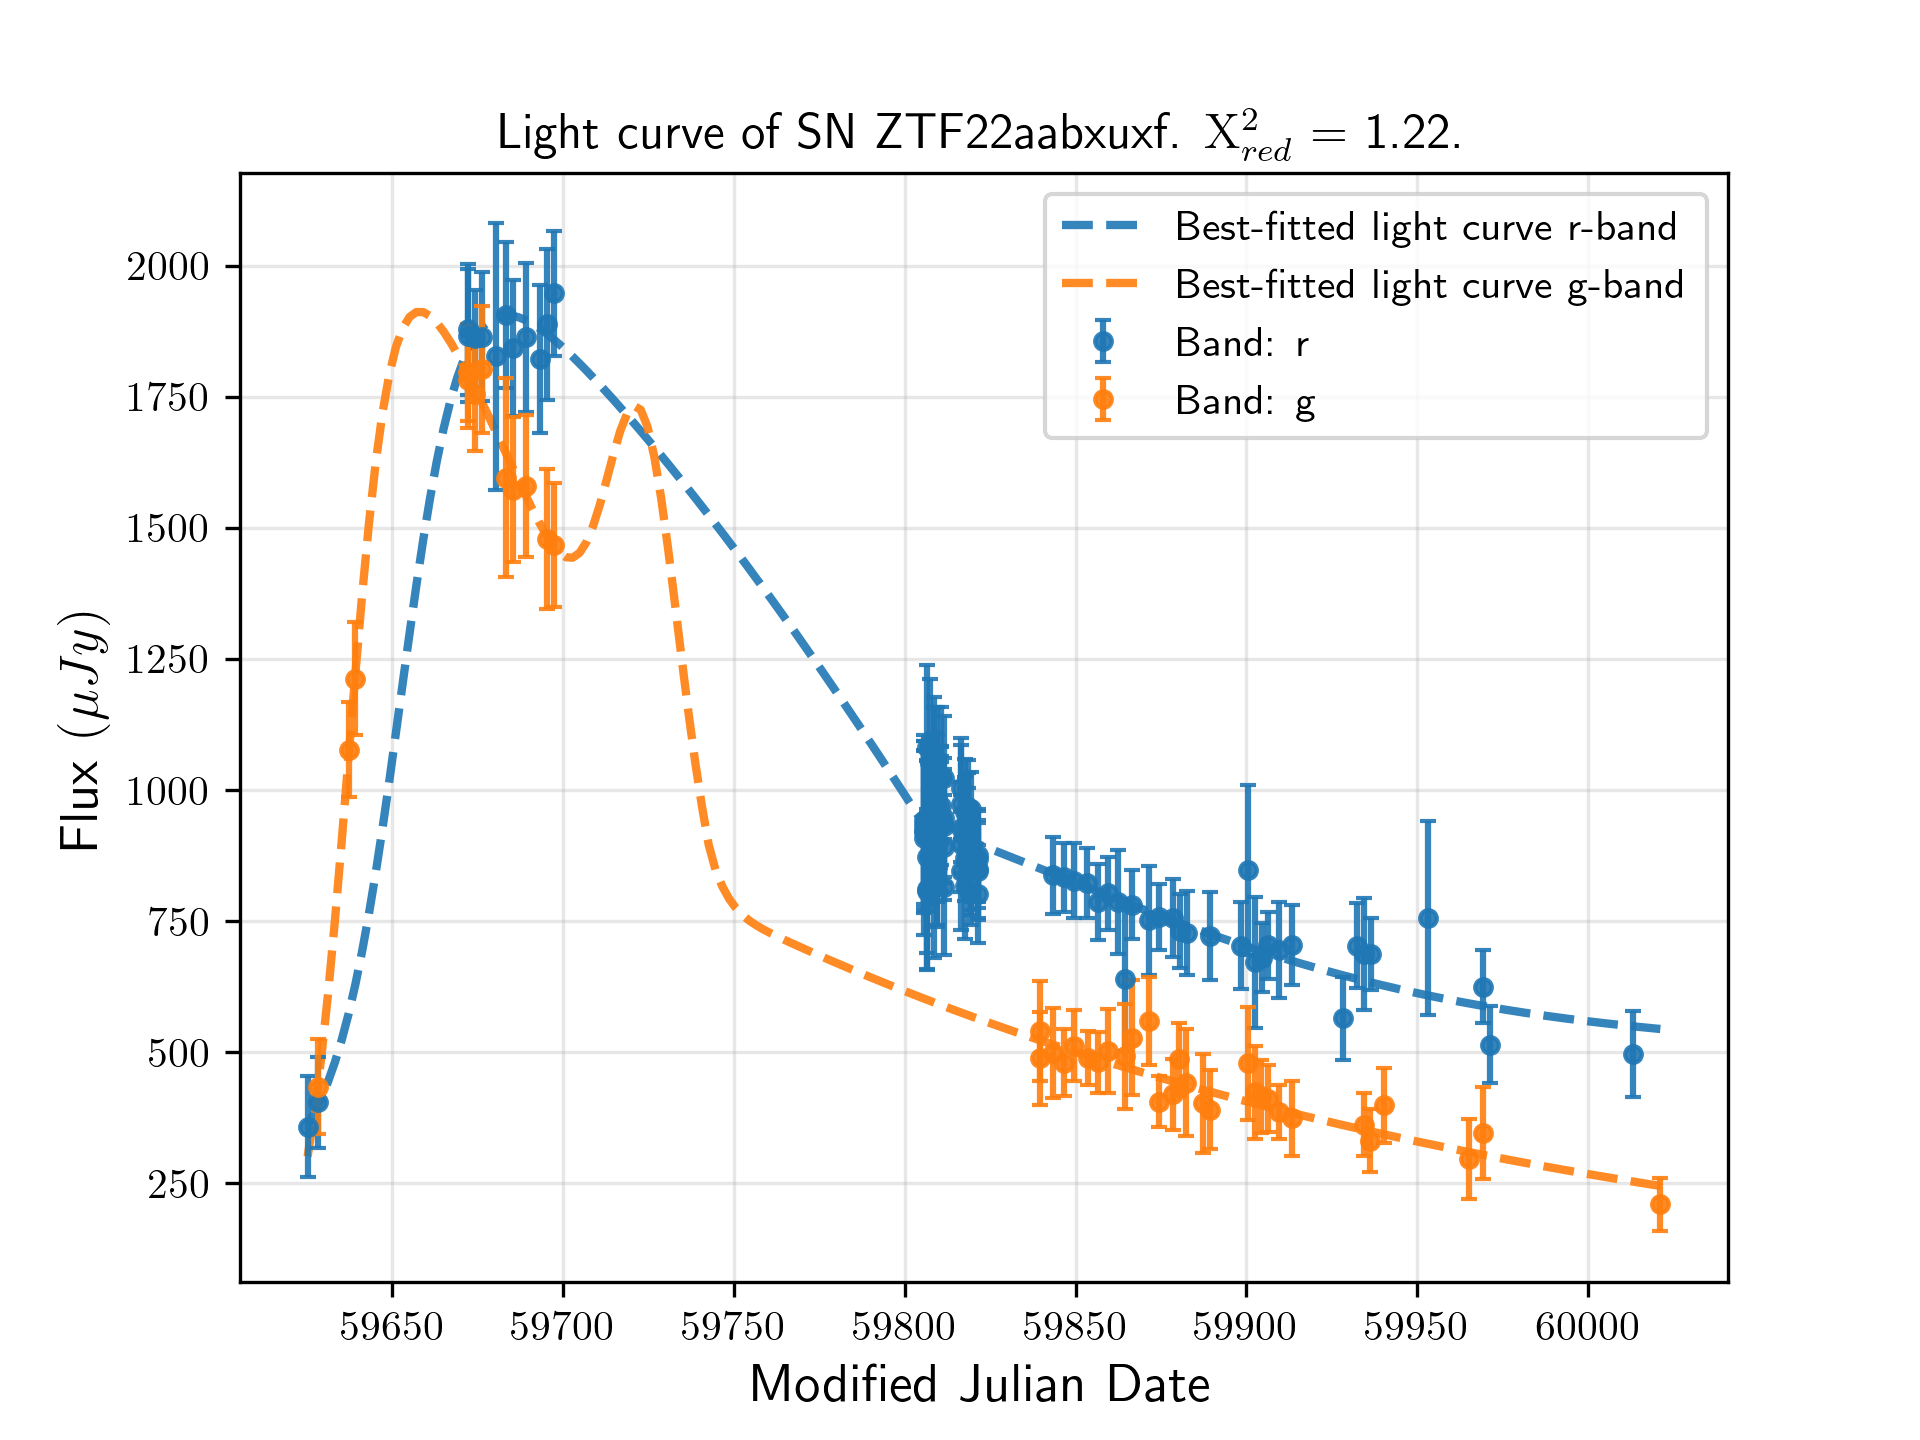 Light curve of SN ZTF22aabxuxf. X²_red = 1.22.
Best-fitted light curve r-band
Best-fitted light curve g-band
Band: r
Band: g
Flux (μJy)
2000
1750
1500
1250
1000
750
500
250
59650 59700 59750 59800 59850 59900 59950 60000
Modified Julian Date